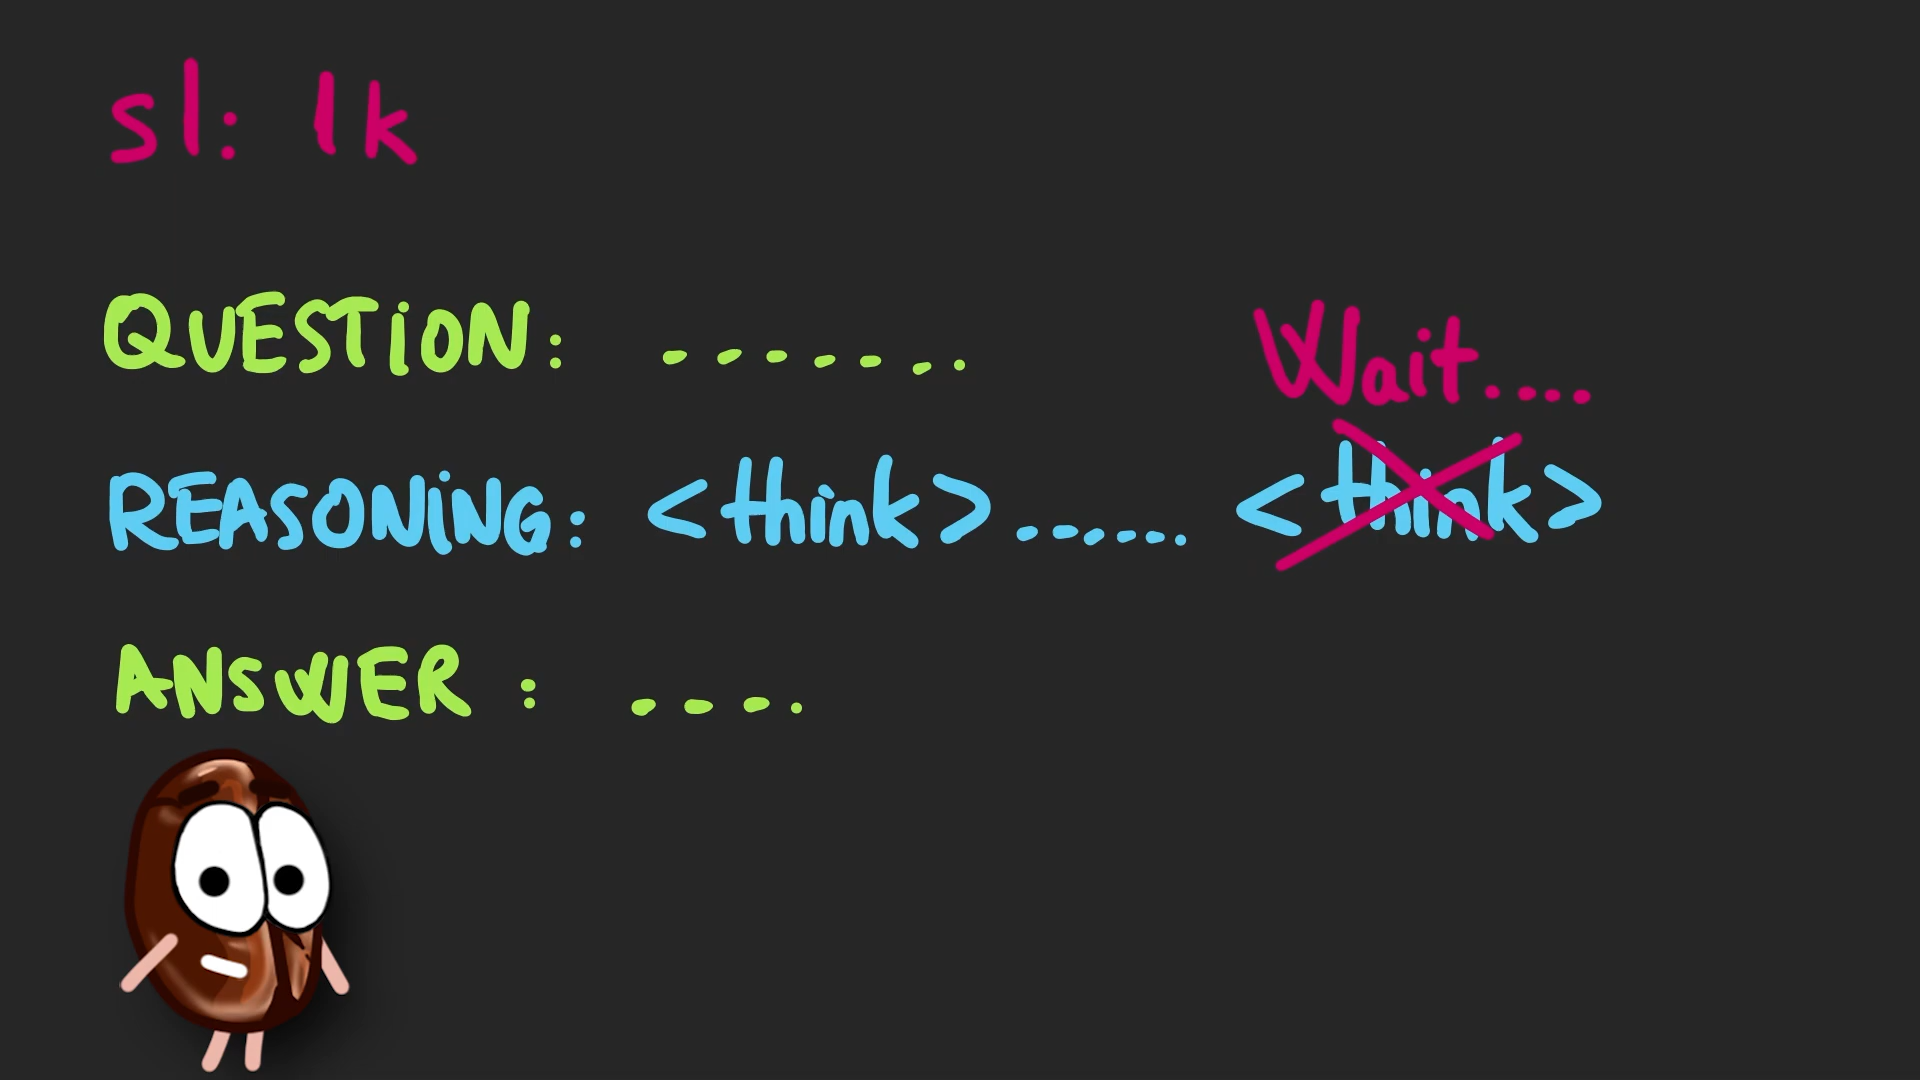 s1: 1k
QUESTION: - - - - - - .
Wait....
REASONING: <think> - - - - - - . <think>
ANSWER : - - - .